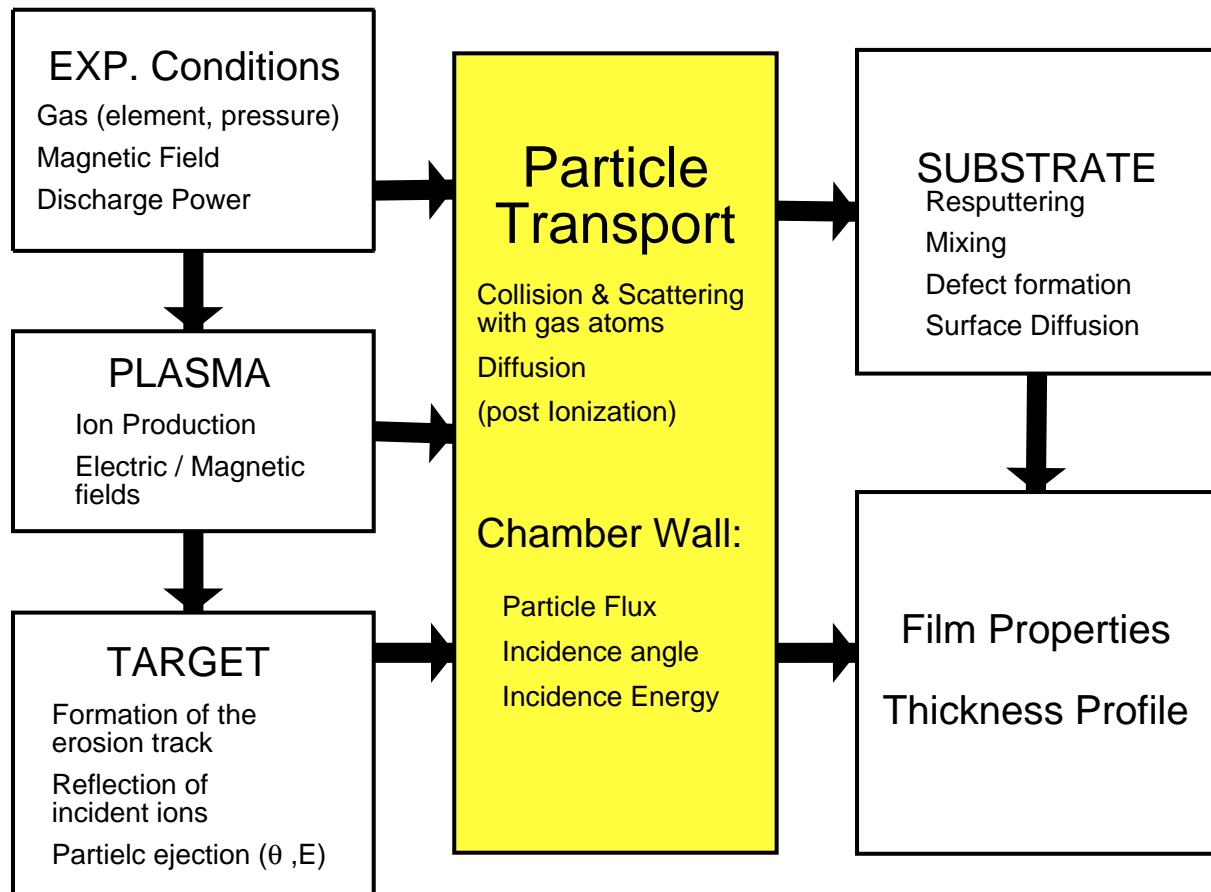 EXP. Conditions
Gas (element, pressure)
Magnetic Field
Discharge Power
PLASMA
Ion Production
Electric / Magnetic
fields
TARGET
Formation of the
erosion track
Reflection of
incident ions
Partielc ejection (θ ,E)
Particle
Transport
Collision & Scattering
with gas atoms
Diffusion
(post Ionization)
Chamber Wall:
Particle Flux
Incidence angle
Incidence Energy
SUBSTRATE
Resputtering
Mixing
Defect formation
Surface Diffusion
Film Properties
Thickness Profile